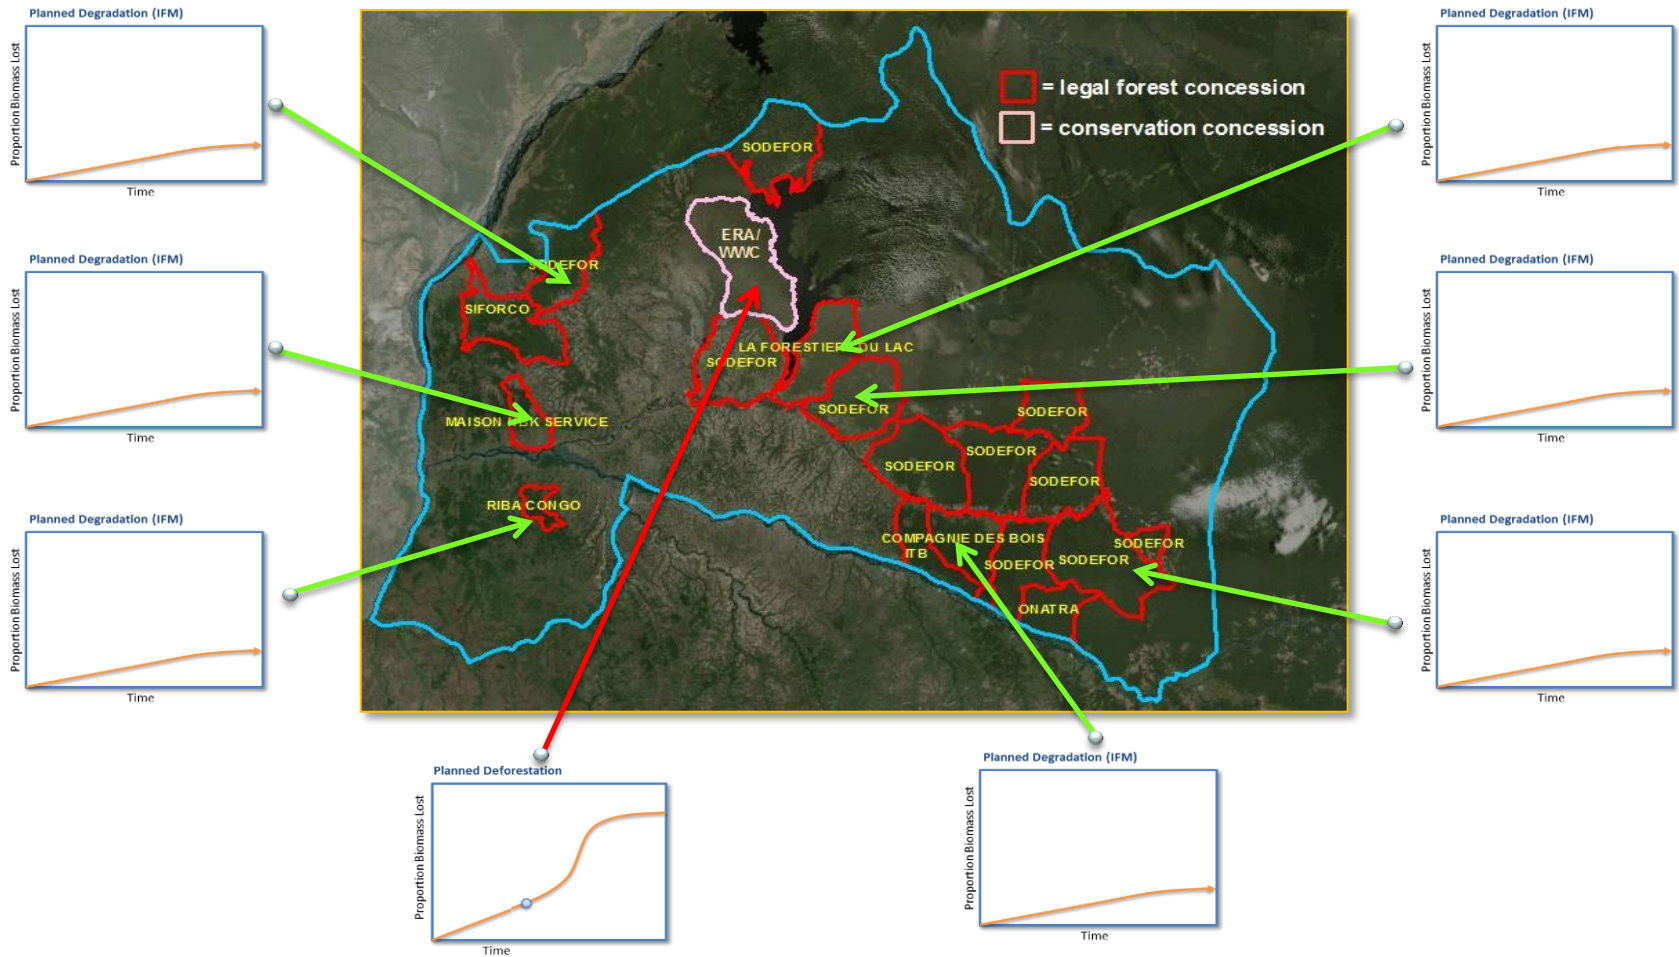 Planned Degradation (IFM)
Proportion Biomass Lost
Time
Planned Degradation (IFM)
Proportion Biomass Lost
Time
Planned Degradation (IFM)
Proportion Biomass Lost
Time
= legal forest concession
= conservation concession
SODEFOR
ERA/
WWC
SODEFOR
SIFORCO
LA FORESTIERE DU LAC
SODEFOR
SODEFOR
SODEFOR
MAISON SERVICE
SODEFOR
SODEFOR
SODEFOR
RIBA CONGO
COMPAGNIE DES BOIS
ITB
SODEFOR
SODEFOR
SODEFOR
ONATRA
Planned Degradation (IFM)
Proportion Biomass Lost
Time
Planned Degradation (IFM)
Proportion Biomass Lost
Time
Planned Degradation (IFM)
Proportion Biomass Lost
Time
Planned Deforestation
Proportion Biomass Lost
Time
Planned Degradation (IFM)
Proportion Biomass Lost
Time